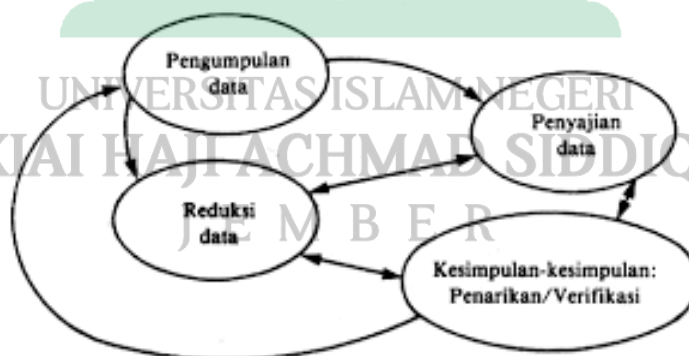 Pengumpulan
data
UNIVERSITAS ISLAM NEGERI
Penyajian
data
KIAI HAJI ACHMAD SIDDIQ
Reduksi
data
J E M B E R
Kesimpulan-kesimpulan:
Penarikan/Verifikasi